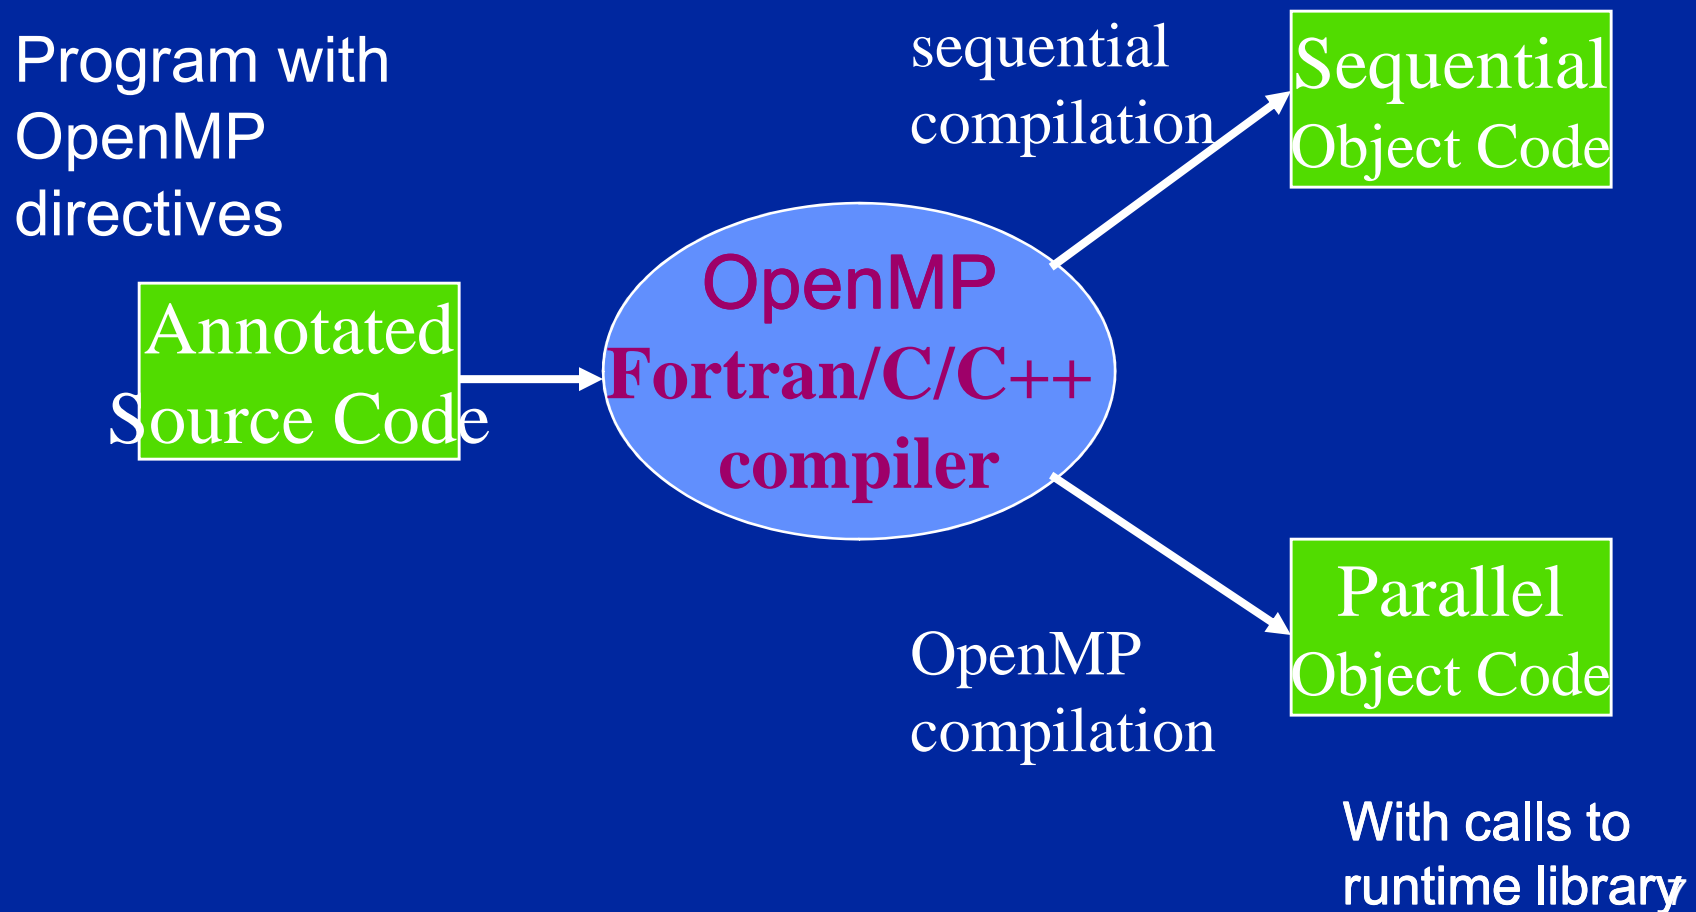 Program with
OpenMP
directives
sequential
compilation
Sequential
Object Code
Annotated
Source Code
OpenMP
Fortran/C/C++
compiler
OpenMP
compilation
Parallel
Object Code
With calls to
runtime library
7